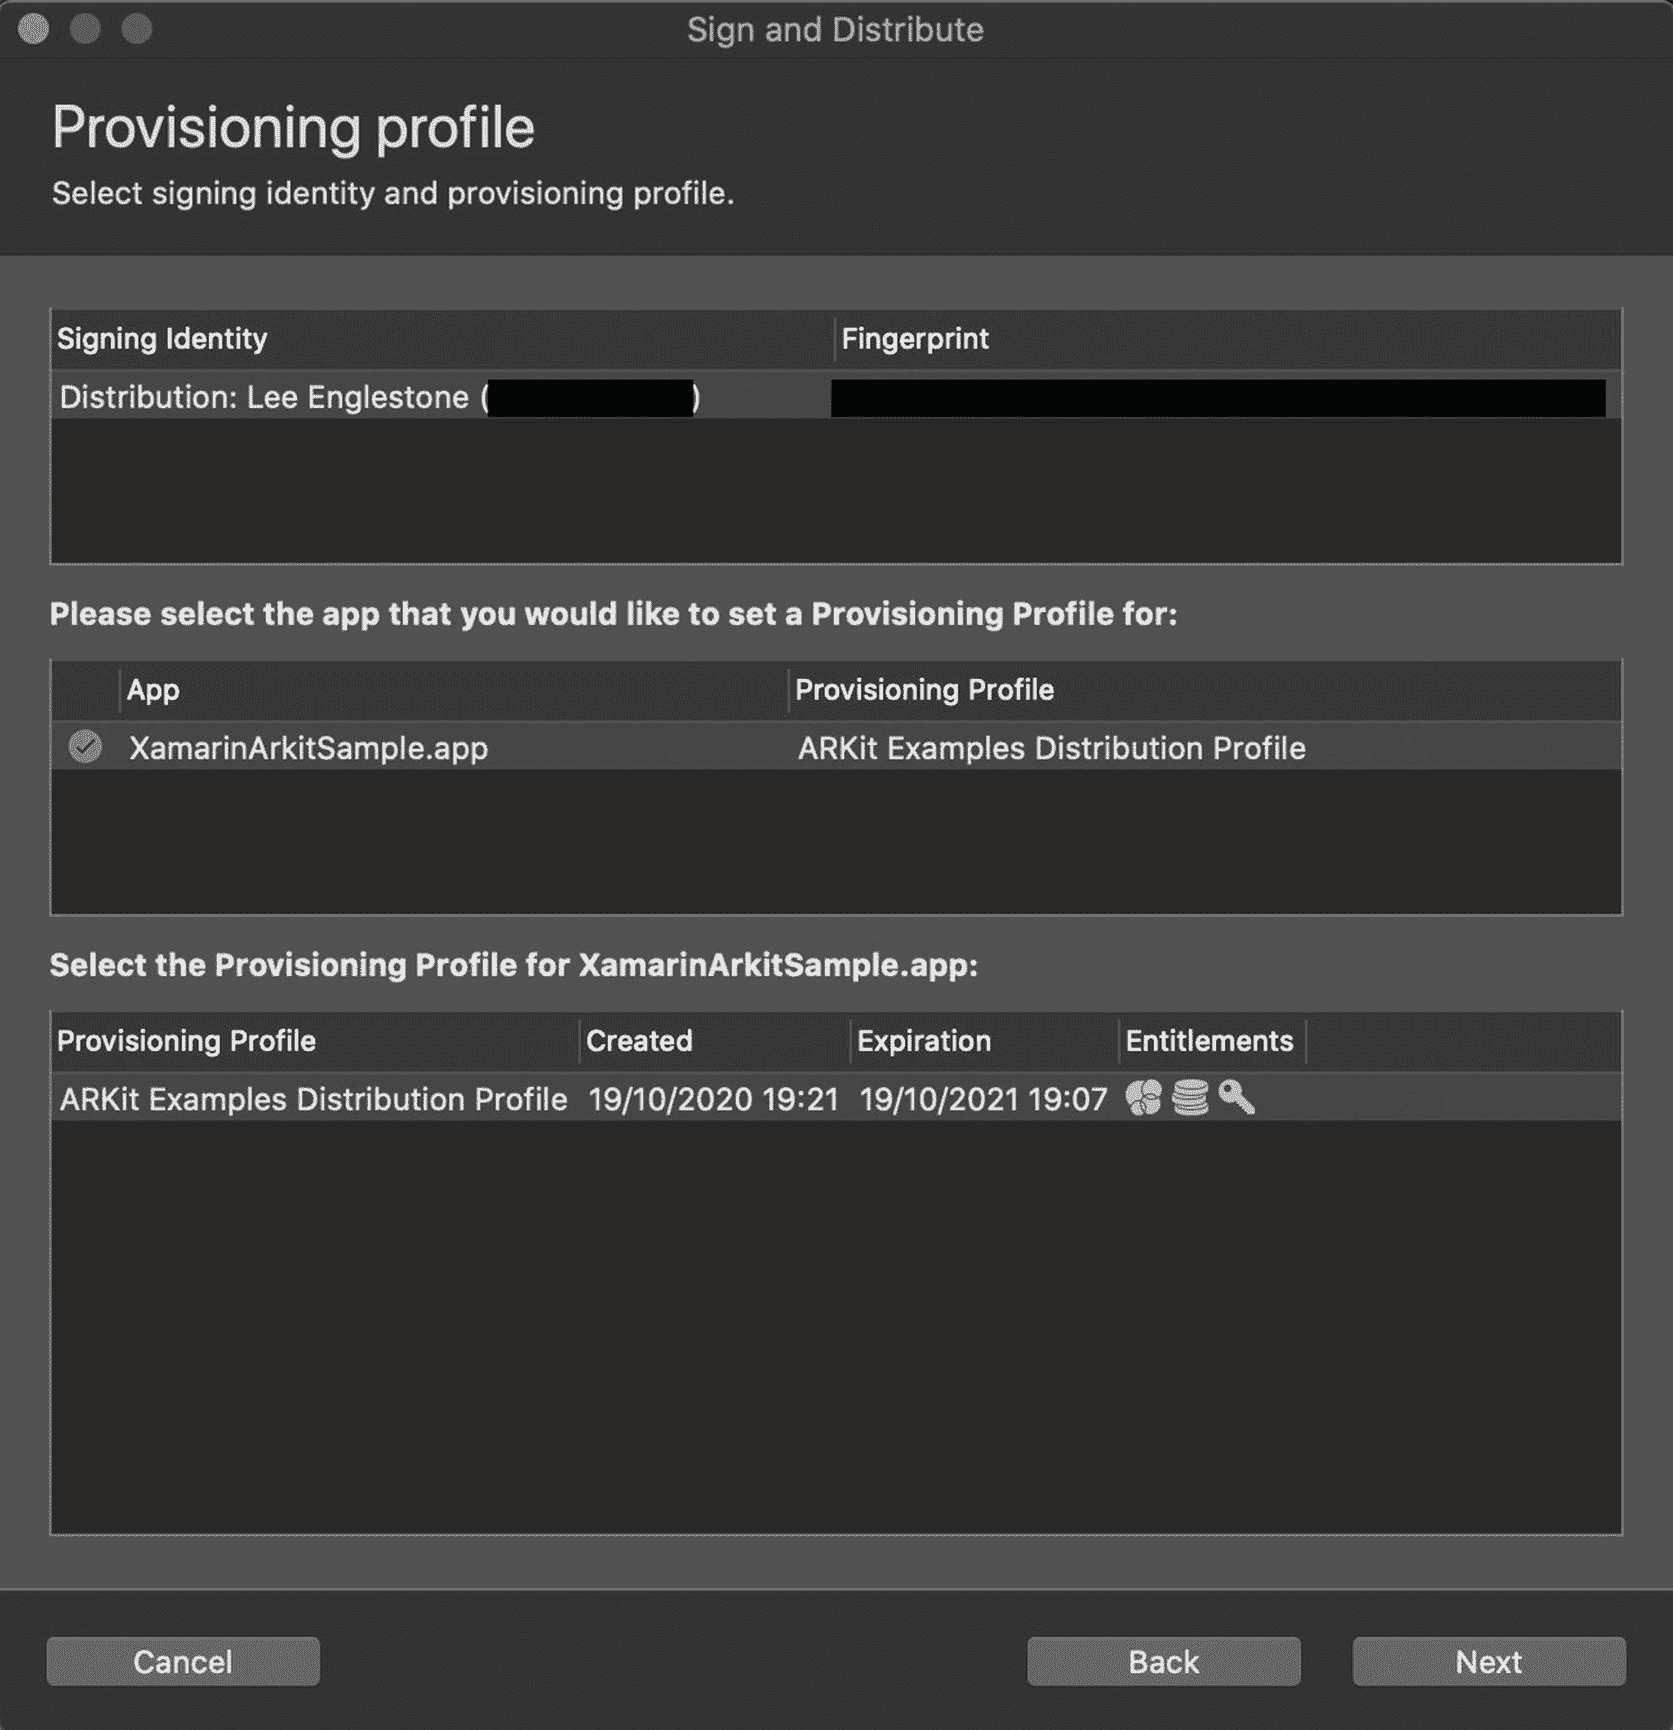 Sign and Distribute
Provisioning profile
Select signing identity and provisioning profile.
Signing Identity Fingerprint
Distribution: Lee Englestone ( )
Please select the app that you would like to set a Provisioning Profile for:
App Provisioning Profile
XamarinArkitSample.app ARKit Examples Distribution Profile
Select the Provisioning Profile for XamarinArkitSample.app:
Provisioning Profile Created Expiration Entitlements
ARKit Examples Distribution Profile 19/10/2020 19:21 19/10/2021 19:07
Cancel Back Next